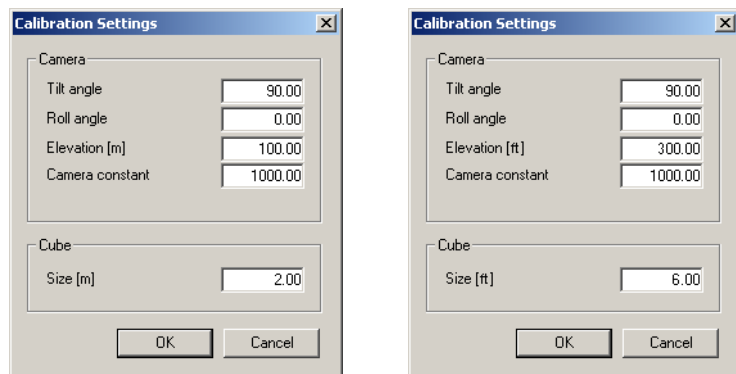 Calibration Settings
Camera
Tilt angle 90.00
Roll angle 0.00
Elevation [m] 100.00
Camera constant 1000.00
Cube
Size [m] 2.00
OK Cancel
Calibration Settings
Camera
Tilt angle 90.00
Roll angle 0.00
Elevation [ft] 300.00
Camera constant 1000.00
Cube
Size [ft] 6.00
OK Cancel